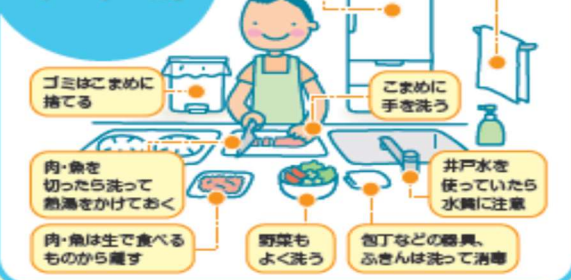 ゴミはこまめに
捨てる
こまめに
手を洗う
肉・魚を
切ったら洗って
熱湯をかけておく
井戸水を
使っていたら
水質に注意
肉・魚は生で食べる
ものから離す
野菜も
よく洗う
包丁などの器具、
ふきんは洗って消毒